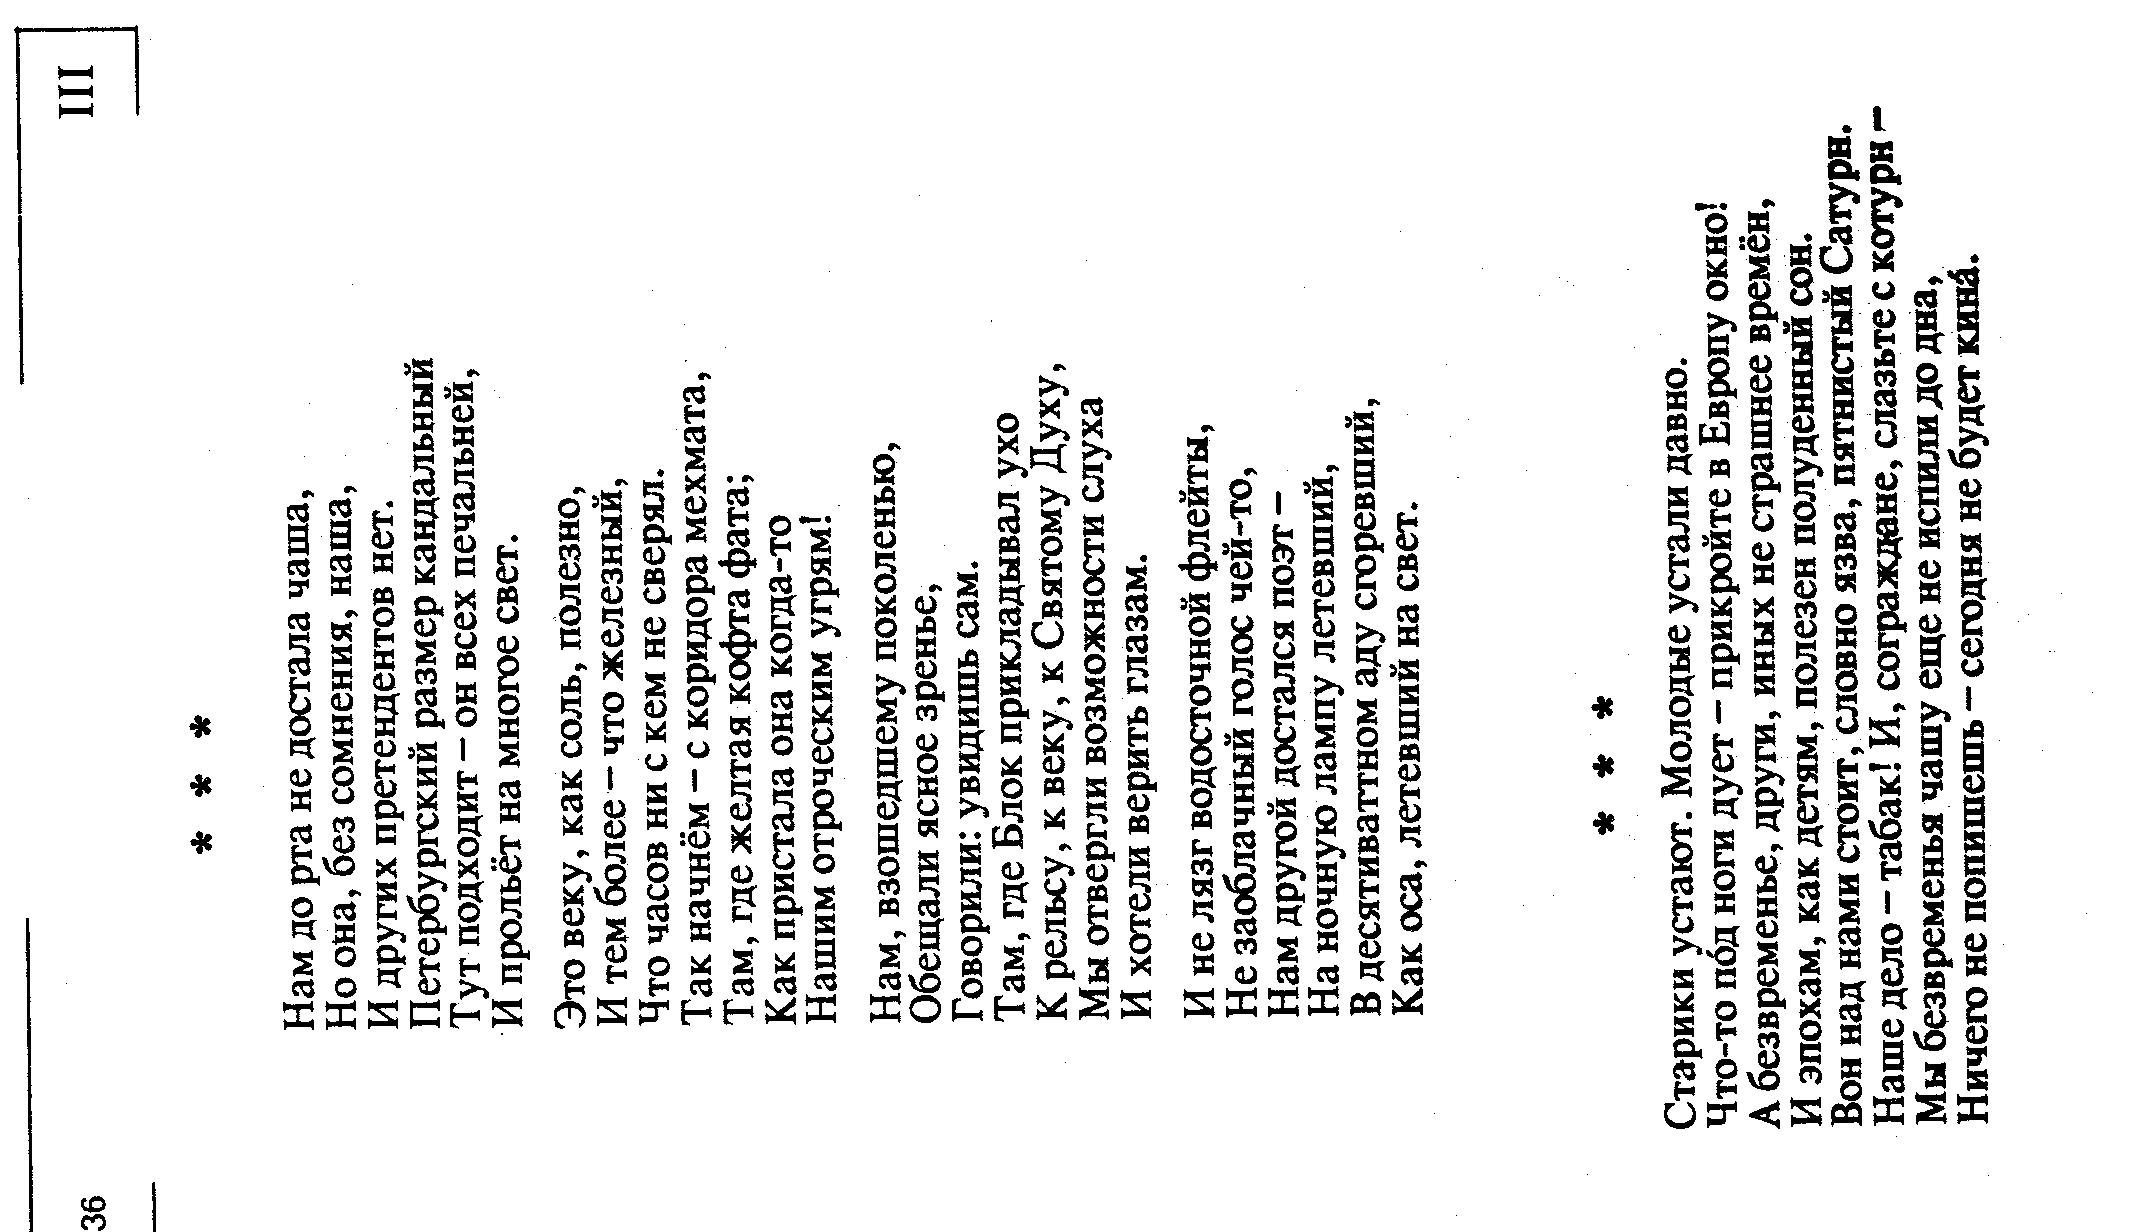 36
III
* * *
Нам до рта не достала чаша,
Но она, без сомнения, наша,
И других претендентов нет.
Петербургский размер кандальный
Тут подходит – он всех печальней,
И прольёт на многое свет.
Это веку, как соль, полезно,
И тем более – что железный,
Что часов ни с кем не сверял.
Так начнём – с коридора мехмата,
Там, где желтая кофта фата;
Как пристала она когда-то
Нашим отроческим угрям!
Нам, взошедшему поколенью,
Обещали ясное зренье,
Говорили: увидишь сам.
Там, где Блок прикладывал ухо
К рельсу, к веку, к Святому Духу,
Мы отвергли возможности слуха
И хотели верить глазам.
И не лязг водосточной флейты,
Не заоблачный голос чей-то,
Нам другой достался поэт –
На ночную лампу летевший,
В десятиваттном аду сгоревший,
Как оса, летевший на свет.
* * *
Старики устают. Молодые устали давно.
Что-то по́д ноги дует – прикройте в Европу окно!
А безвременье, други, иных не страшнее времён,
И эпохам, как детям, полезен полуденный сон.
Вон над нами стоит, словно язва, пятнистый Сатурн.
Наше дело – табак! И, сограждане, слазьте с котурн –
Мы безвременья чашу еще не испили до дна,
Ничего не попишешь – сегодня не будет кина́.